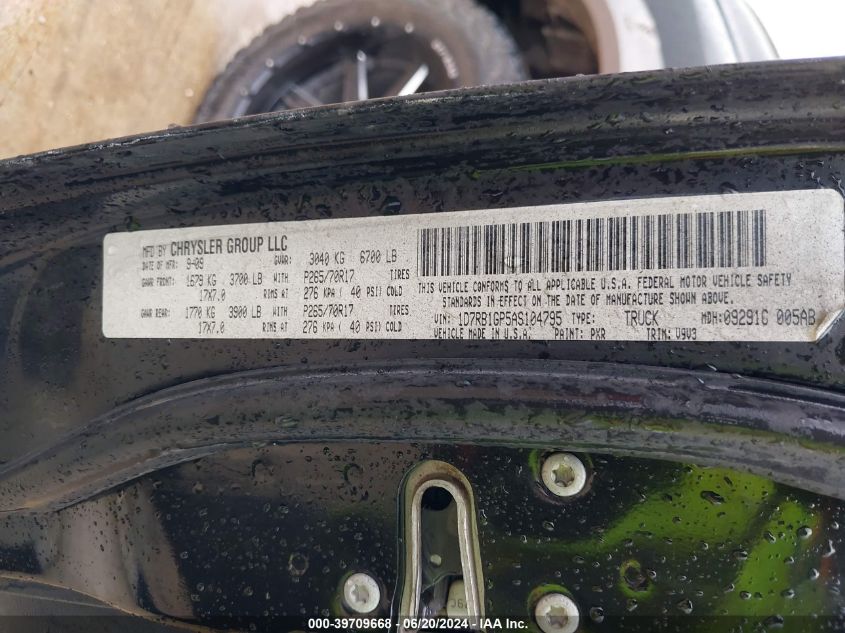 MFD BY CHRYSLER GROUP LLC
DATE OF MFR: 9-09 GVWR: 3040 KG 6700 LB
GAWR FRONT: 1679 KG 3700 LB WITH P265/70R17 TIRES
17X7.0 RIMS AT 276 KPA ( 40 PSI) COLD
GAWR REAR: 1770 KG 3900 LB WITH P265/70R17 TIRES
17X7.0 RIMS AT 276 KPA ( 40 PSI) COLD
THIS VEHICLE CONFORMS TO ALL APPLICABLE U.S.A. FEDERAL MOTOR VEHICLE SAFETY
STANDARDS IN EFFECT ON THE DATE OF MANUFACTURE SHOWN ABOVE.
VIN: 1D7RB1GP5AS104795 TYPE: TRUCK MDH: 092916 005AB
VEHICLE MADE IN U.S.A. PAINT: PXR TRIM: V9V3
000-39709668 - 06/20/2024 - IAA.